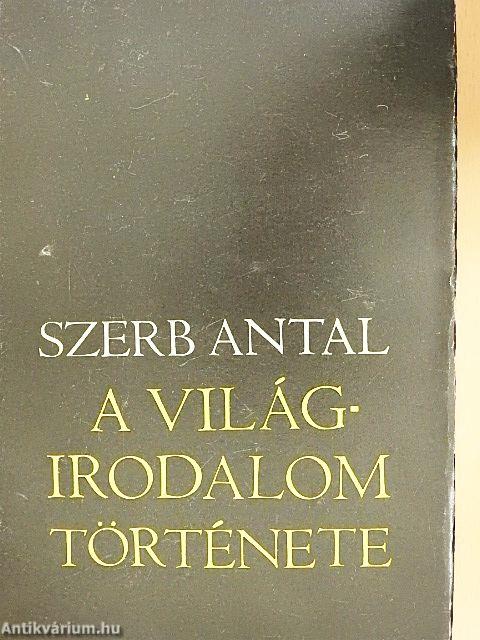 SZERB ANTAL
A VILÁG-
IRODALOM
TÖRTÉNETE
Antikvárium.hu